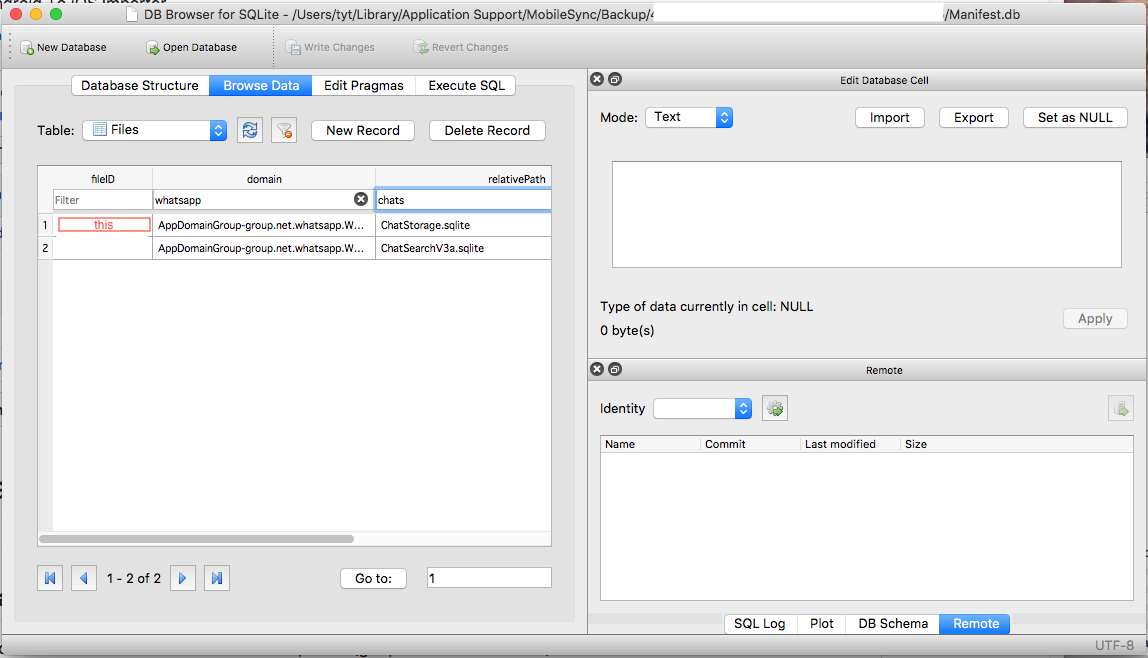 DB Browser for SQLite - /Users/tyt/Library/Application Support/MobileSync/Backup/4 /Manifest.db
New Database
Open Database
Write Changes
Revert Changes
Database Structure
Browse Data
Edit Pragmas
Execute SQL
Table:
Files
New Record
Delete Record
fileID domain relativePath
Filter whatsapp chats
1 this AppDomainGroup-group.net.whatsapp.W... ChatStorage.sqlite
2 AppDomainGroup-group.net.whatsapp.W... ChatSearchV3a.sqlite
1 - 2 of 2
Go to:
1
Edit Database Cell
Mode:
Text
Import
Export
Set as NULL
Type of data currently in cell: NULL
0 byte(s)
Apply
Remote
Identity
Name Commit Last modified Size
SQL Log
Plot
DB Schema
Remote
UTF-8